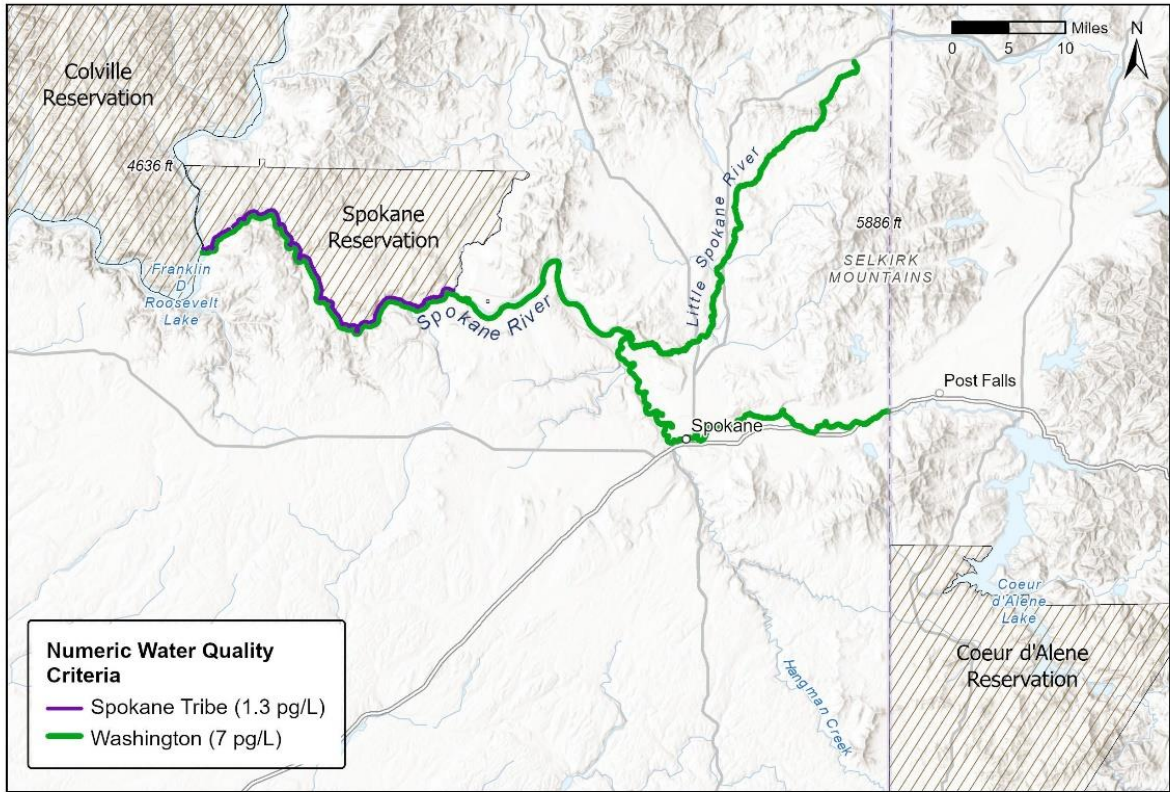 Colville
Reservation
0 5 10 Miles
N
4636 ft
Spokane
Reservation
Little Spokane River
5886 ft
SELKIRK
MOUNTAINS
Franklin
D
Roosevelt
Lake
Spokane River
Post Falls
Spokane
Coeur
d'Alene
Lake
Coeur d'Alene
Reservation
Hangman Creek
Numeric Water Quality
Criteria
Spokane Tribe (1.3 pg/L)
Washington (7 pg/L)